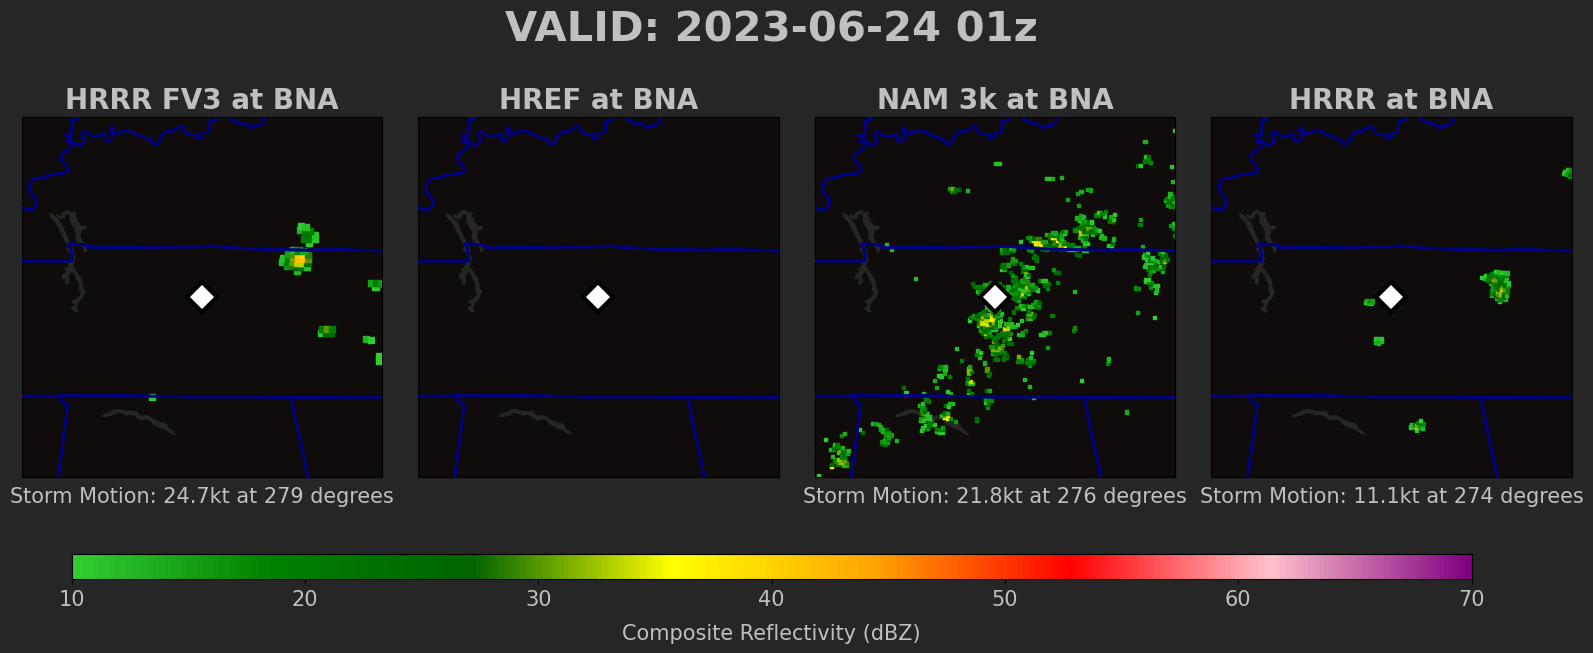 VALID: 2023-06-24 01z
HRRR FV3 at BNA
HREF at BNA
NAM 3k at BNA
HRRR at BNA
Storm Motion: 24.7kt at 279 degrees
Storm Motion: 21.8kt at 276 degrees
Storm Motion: 11.1kt at 274 degrees
10 20 30 40 50 60 70
Composite Reflectivity (dBZ)